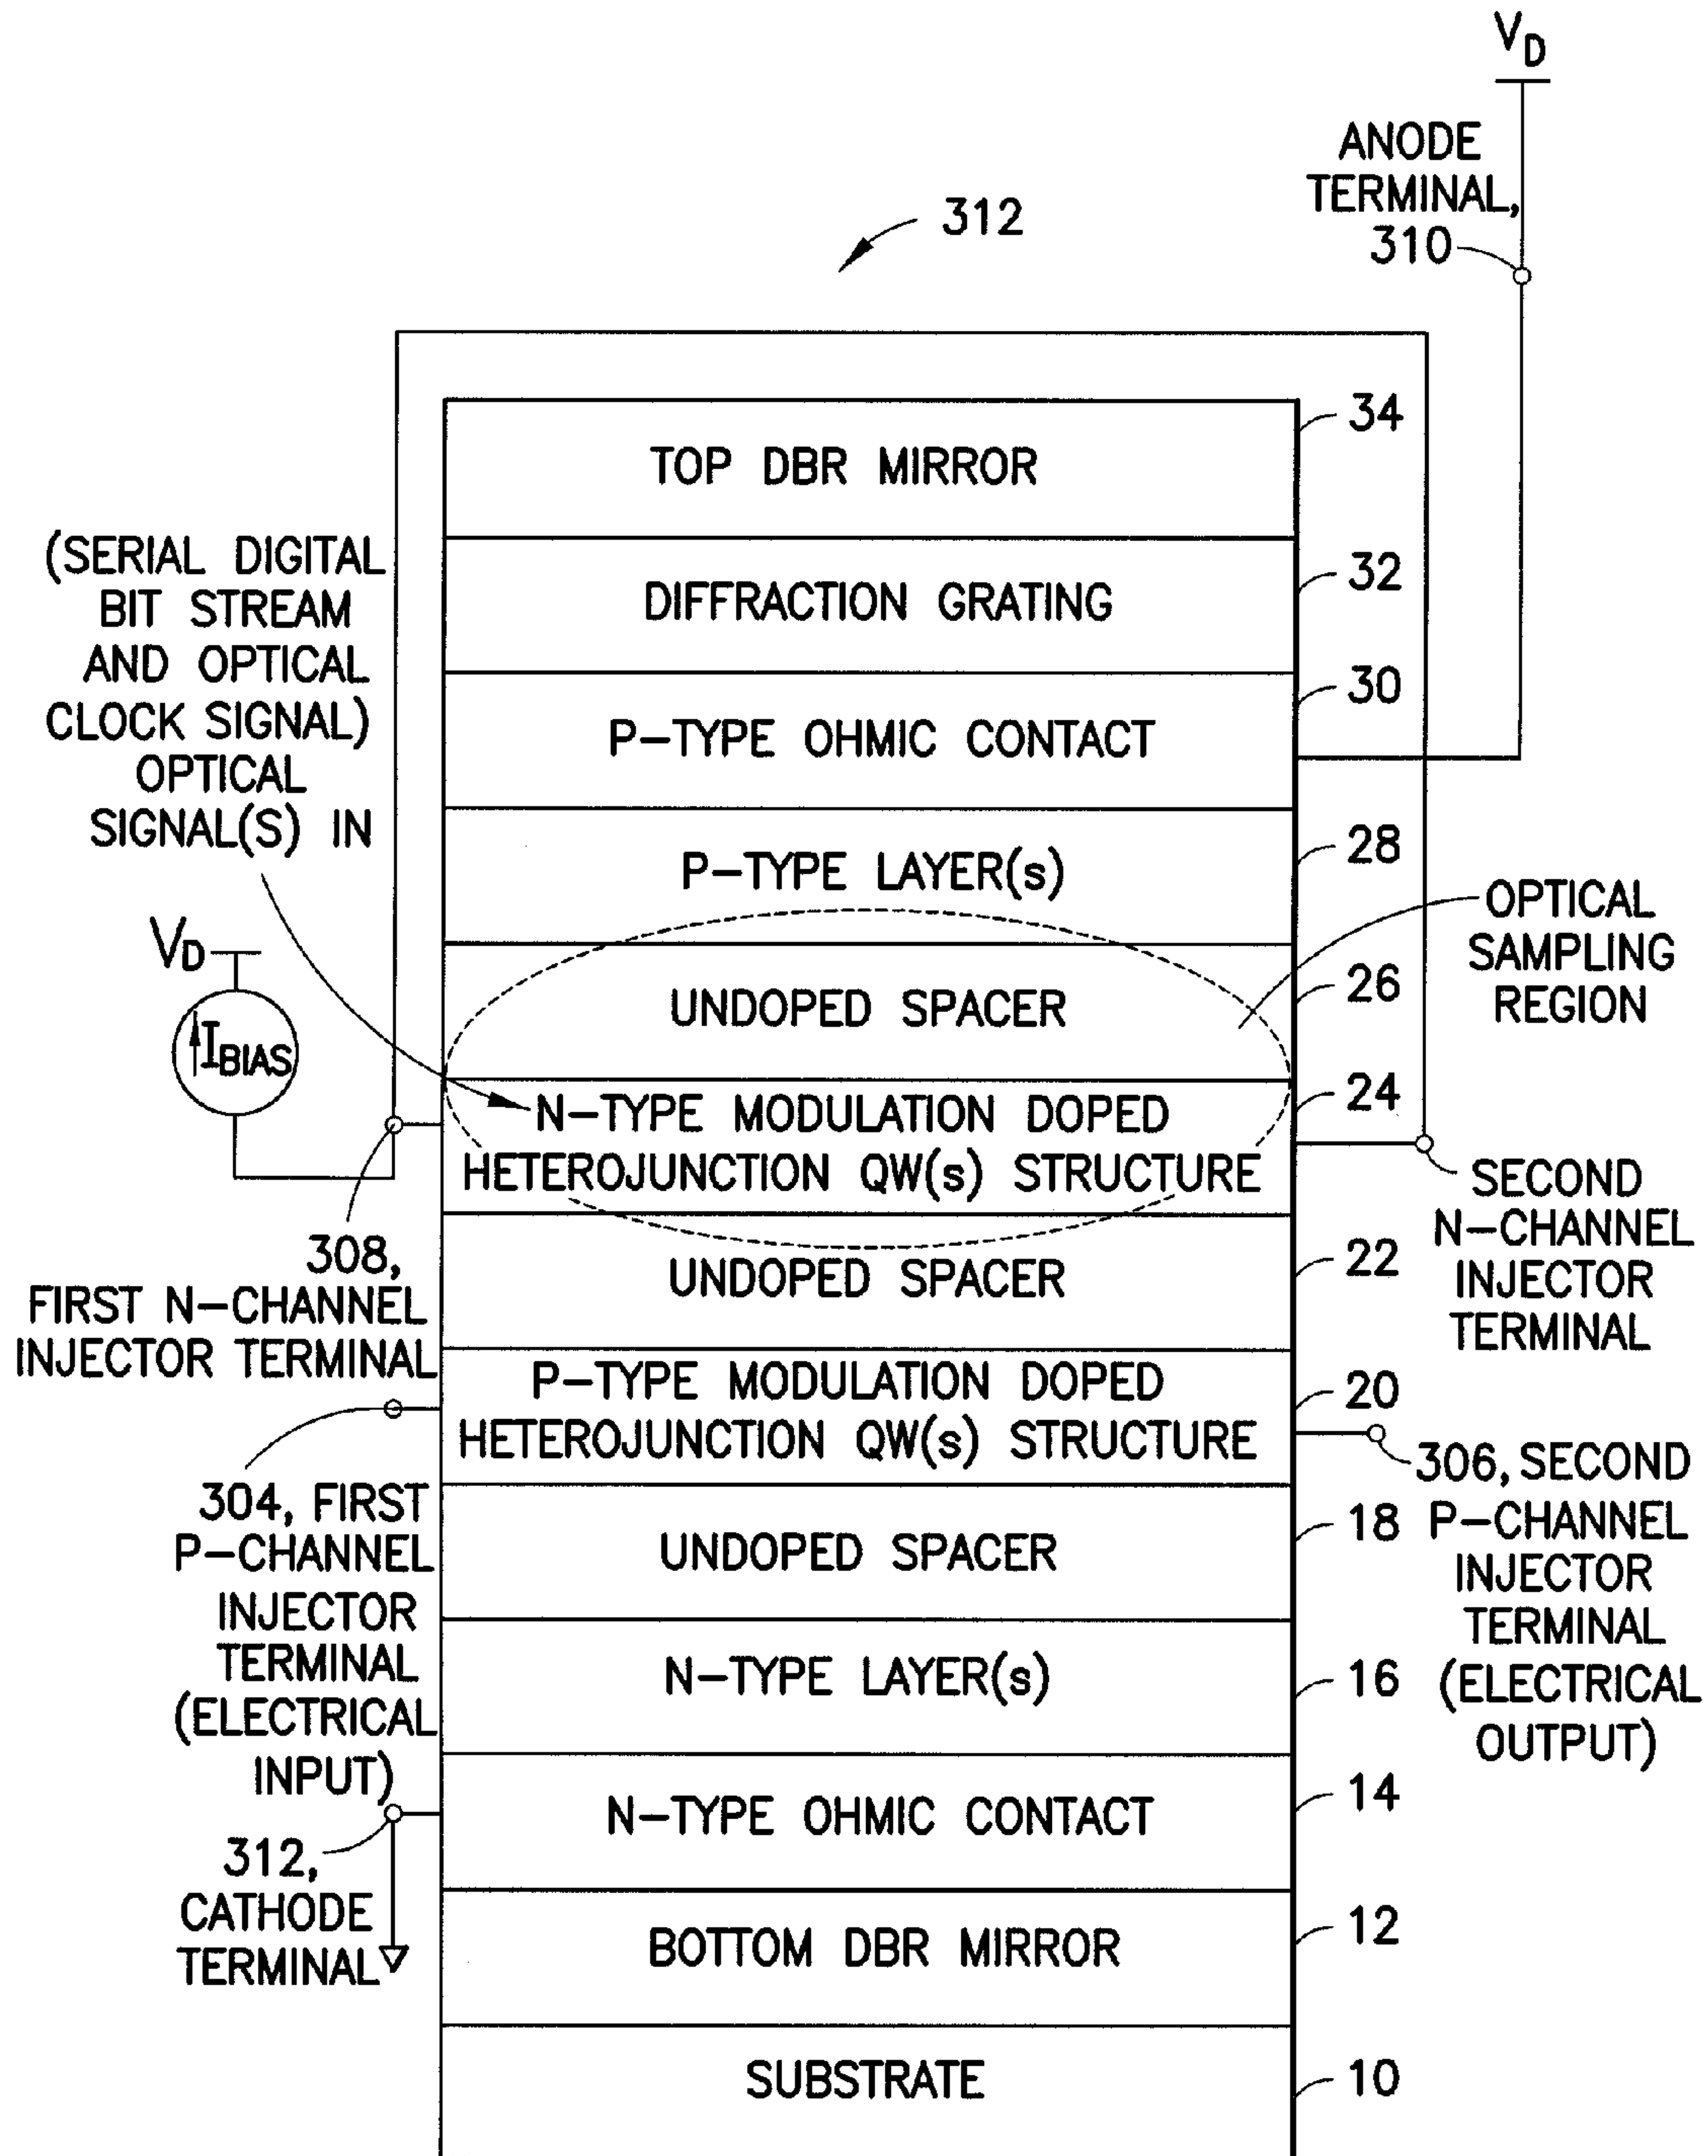 V_D
ANODE
TERMINAL,
310
312
34
TOP DBR MIRROR
(SERIAL DIGITAL
BIT STREAM
AND OPTICAL
CLOCK SIGNAL)
OPTICAL
SIGNAL(S) IN
32
DIFFRACTION GRATING
30
P-TYPE OHMIC CONTACT
28
P-TYPE LAYER(s)
OPTICAL
SAMPLING
REGION
V_D
I_BIAS
26
UNDOPED SPACER
24
N-TYPE MODULATION DOPED
HETEROJUNCTION QW(s) STRUCTURE
SECOND
N-CHANNEL
INJECTOR
TERMINAL
308,
FIRST N-CHANNEL
INJECTOR TERMINAL
22
UNDOPED SPACER
20
P-TYPE MODULATION DOPED
HETEROJUNCTION QW(s) STRUCTURE
306, SECOND
P-CHANNEL
INJECTOR
TERMINAL
(ELECTRICAL
OUTPUT)
304, FIRST
P-CHANNEL
INJECTOR
TERMINAL
(ELECTRICAL
INPUT)
18
UNDOPED SPACER
16
N-TYPE LAYER(s)
14
N-TYPE OHMIC CONTACT
312,
CATHODE
TERMINAL
12
BOTTOM DBR MIRROR
10
SUBSTRATE